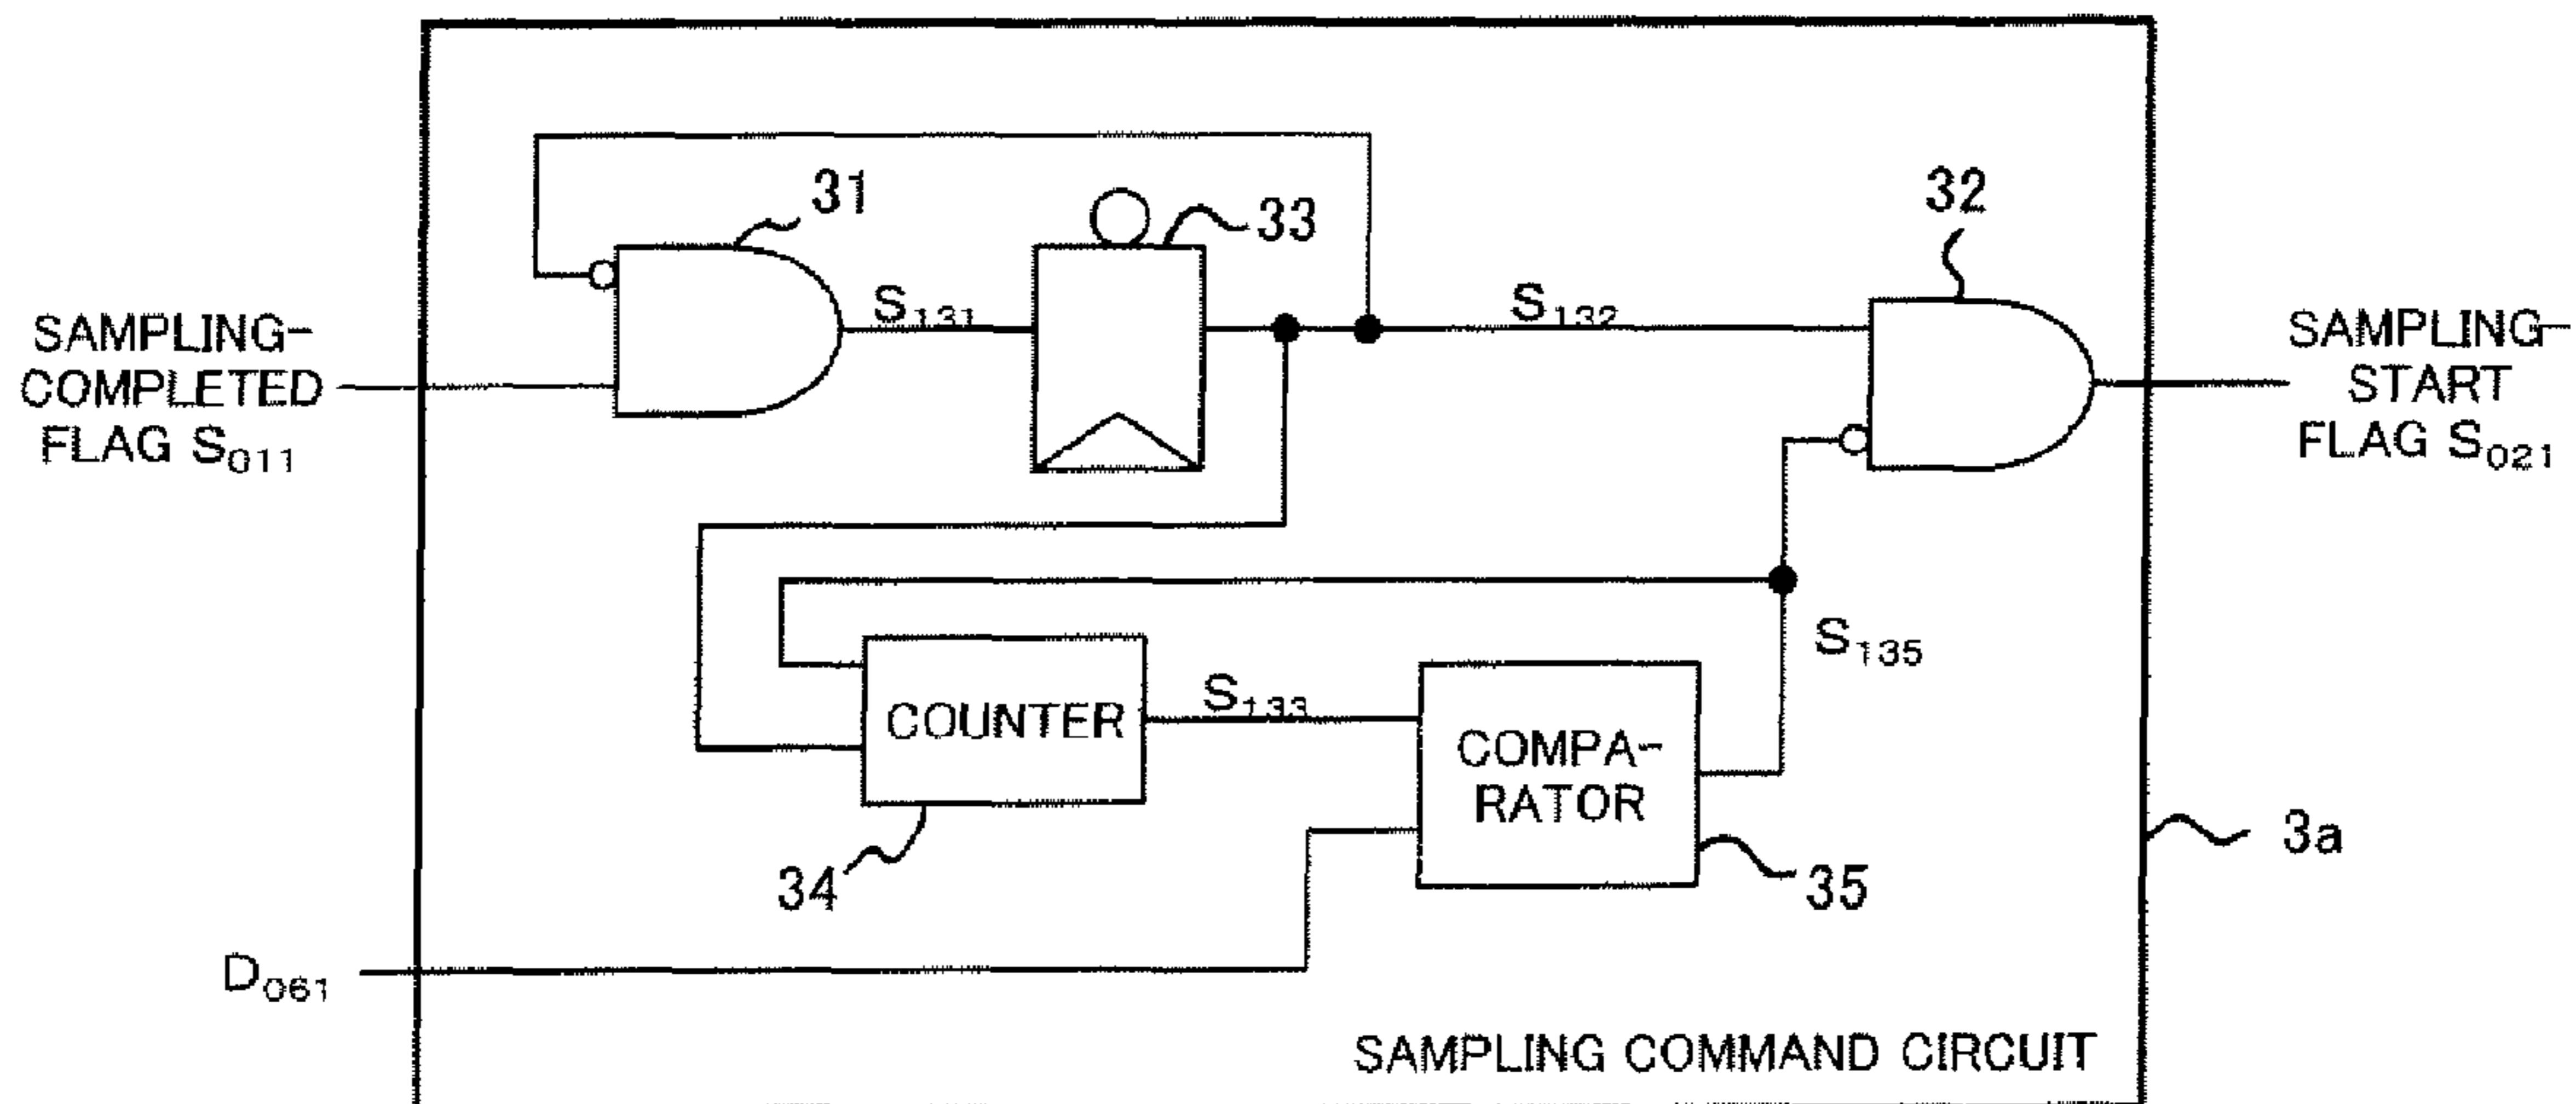 31
33
32
SAMPLING-
COMPLETED
FLAG S011
S131
S132
SAMPLING-
START
FLAG S021
S135
COUNTER
S133
COMPA-
RATOR
34
35
3a
D061
SAMPLING COMMAND CIRCUIT